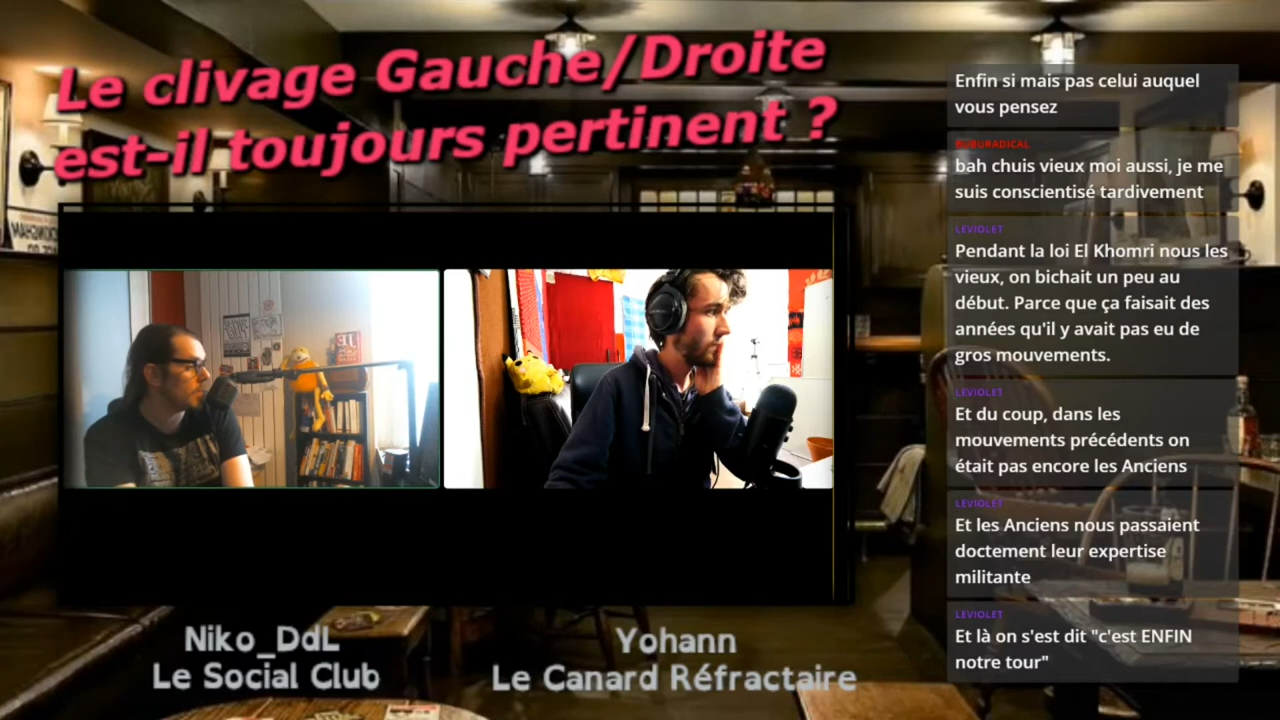 Le clivage Gauche/Droite
est-il toujours pertinent ?
Enfin si mais pas celui auquel
vous pensez
bah chuis vieux moi aussi, je me
suis conscientisé tardivement
LEVIOLET
Pendant la loi El Khomri nous les
vieux, on bichait un peu au
début. Parce que ça faisait des
années qu'il y avait pas eu de
gros mouvements.
LEVIOLET
Et du coup, dans les
mouvements précédents on
était pas encore les Anciens
LEVIOLET
Et les Anciens nous passaient
doctement leur expertise
militante
LEVIOLET
Et là on s'est dit "c'est ENFIN
notre tour"
Niko_DdL
Le Social Club
Yohann
Le Canard Réfractaire